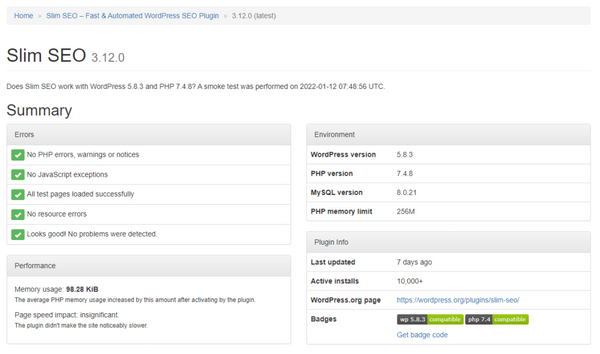 Home » Slim SEO – Fast & Automated WordPress SEO Plugin » 3.12.0 (latest)
Slim SEO 3.12.0
Does Slim SEO work with WordPress 5.8.3 and PHP 7.4.8? A smoke test was performed on 2022-01-12 07:48:56 UTC.
Summary
Errors
No PHP errors, warnings or notices
No JavaScript exceptions
All test pages loaded successfully
No resource errors
Looks good! No problems were detected.
Performance
Memory usage: 98.28 KiB
The average PHP memory usage increased by this amount after activating by the plugin.
Page speed impact: insignificant
The plugin didn't make the site noticeably slower.
Environment
WordPress version 5.8.3
PHP version 7.4.8
MySQL version 8.0.21
PHP memory limit 256M
Plugin Info
Last updated 7 days ago
Active installs 10,000+
WordPress.org page https://wordpress.org/plugins/slim-seo/
Badges wp 5.8.3 compatible php 7.4 compatible
Get badge code